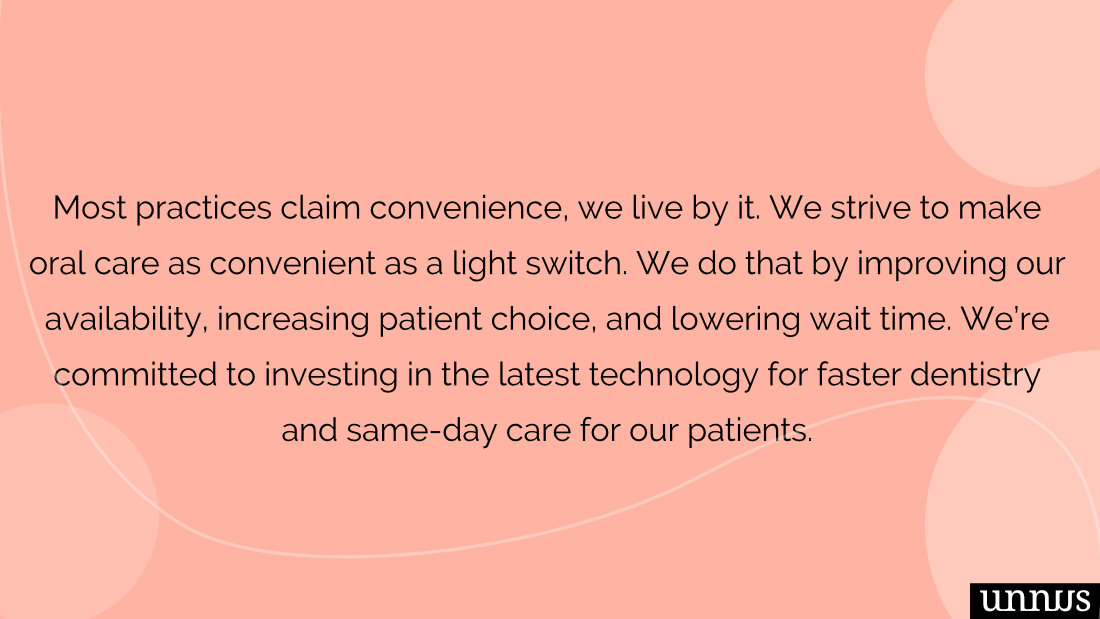 Most practices claim convenience, we live by it. We strive to make
oral care as convenient as a light switch. We do that by improving our
availability, increasing patient choice, and lowering wait time. We’re
committed to investing in the latest technology for faster dentistry
and same-day care for our patients.
unnus